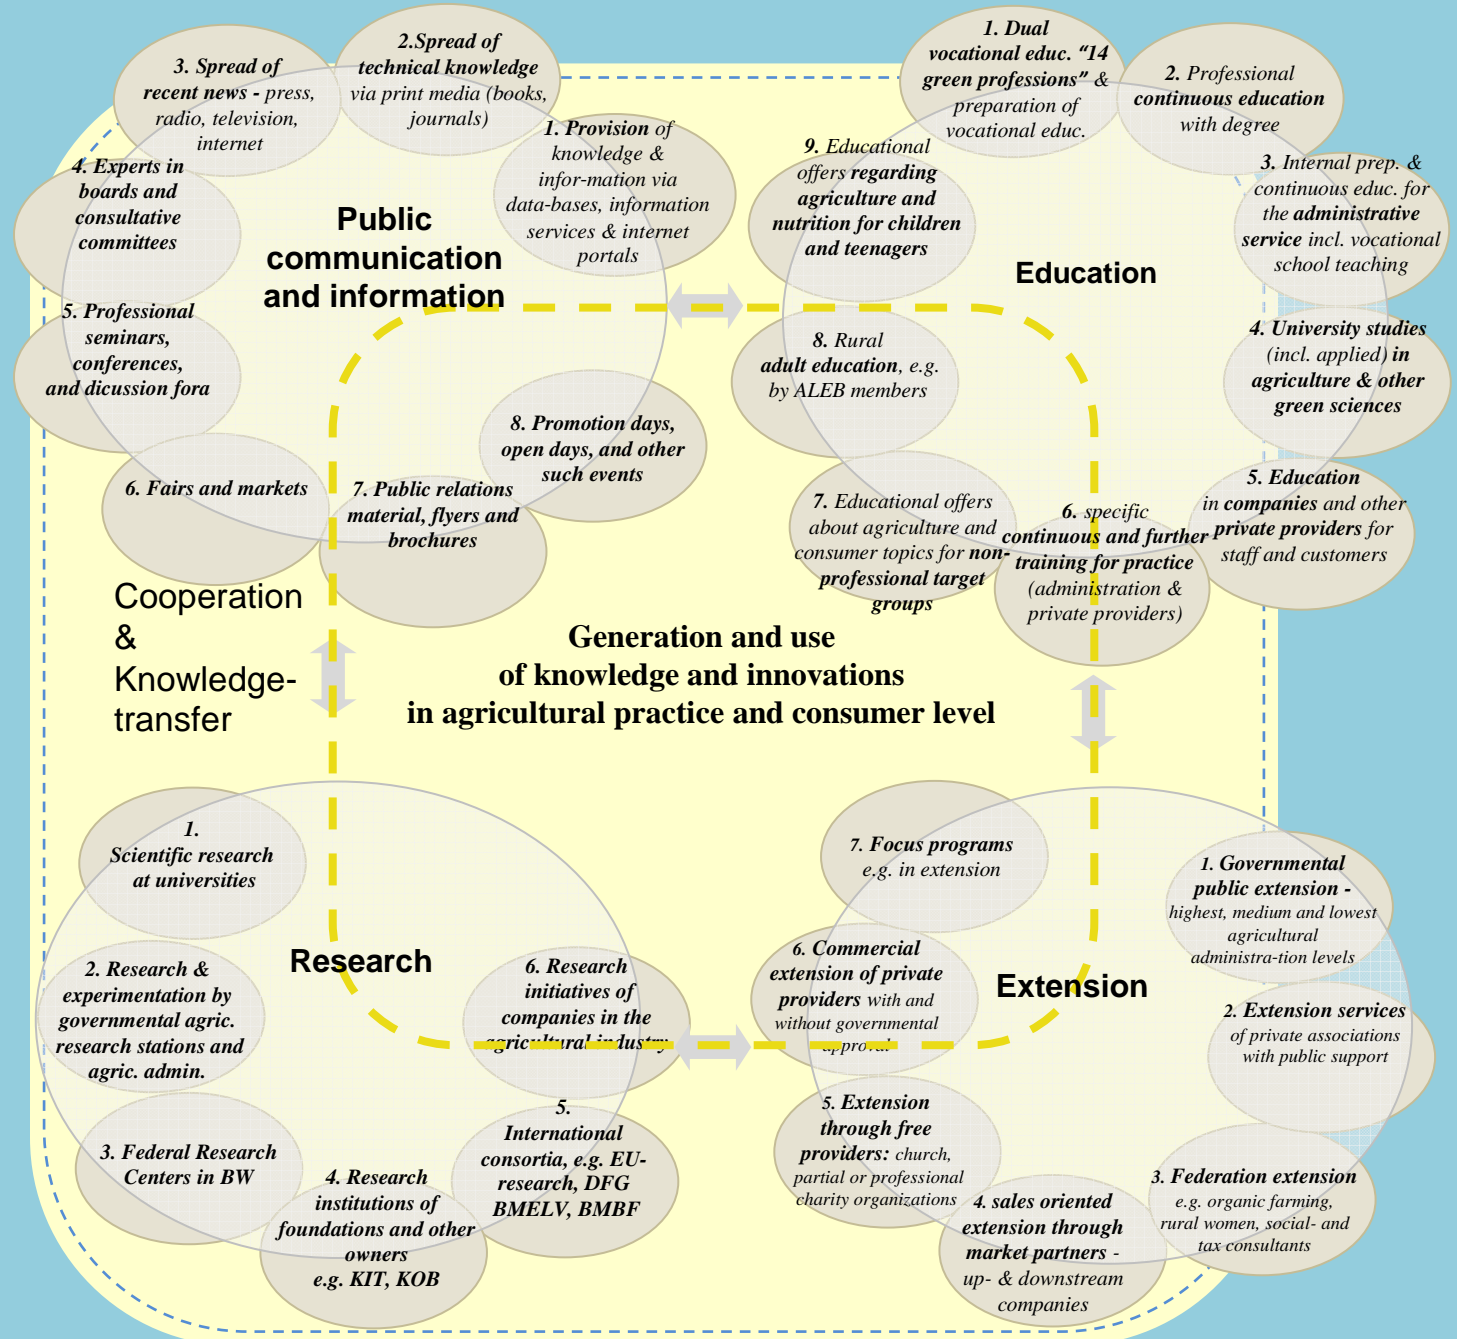 2.Spread of
technical knowledge
via print media (books,
journals)
3. Spread of
recent news - press,
radio, television,
internet
1. Provision of
knowledge &
infor-mation via
data-bases, information
services & internet
portals
4. Experts in
boards and
consultative
committees
Public
communication
and information
5. Professional
seminars,
conferences,
and dicussion fora
8. Promotion days,
open days, and other
such events
6. Fairs and markets
7. Public relations
material, flyers and
brochures
1. Dual
vocational educ. “14
green professions” &
preparation of
vocational educ.
2. Professional
continuous education
with degree
9. Educational
offers regarding
agriculture and
nutrition for children
and teenagers
3. Internal prep. &
continuous educ. for
the administrative
service incl. vocational
school teaching
Education
8. Rural
adult education, e.g.
by ALEB members
4. University studies
(incl. applied) in
agriculture & other
green sciences
7. Educational offers
about agriculture and
consumer topics for non-
professional target
groups
6. specific
continuous and further
training for practice
(administration &
private providers)
5. Education
in companies and other
private providers for
staff and customers
Cooperation
&
Knowledge-
transfer
Generation and use
of knowledge and innovations
in agricultural practice and consumer level
1.
Scientific research
at universities
Research
2. Research &
experimentation by
governmental agric.
research stations and
agric. admin.
6. Research
initiatives of
companies in the
agricultural industry
3. Federal Research
Centers in BW
4. Research
institutions of
foundations and other
owners
e.g. KIT, KOB
5.
International
consortia, e.g. EU-
research, DFG
BMELV, BMBF
7. Focus programs
e.g. in extension
1. Governmental
public extension -
highest, medium and lowest
agricultural
administra-tion levels
6. Commercial
extension of private
providers with and
without governmental
approval
Extension
2. Extension services
of private associations
with public support
5. Extension
through free
providers: church,
partial or professional
charity organizations
4. sales oriented
extension through
market partners -
up- & downstream
companies
3. Federation extension
e.g. organic farming,
rural women, social- and
tax consultants